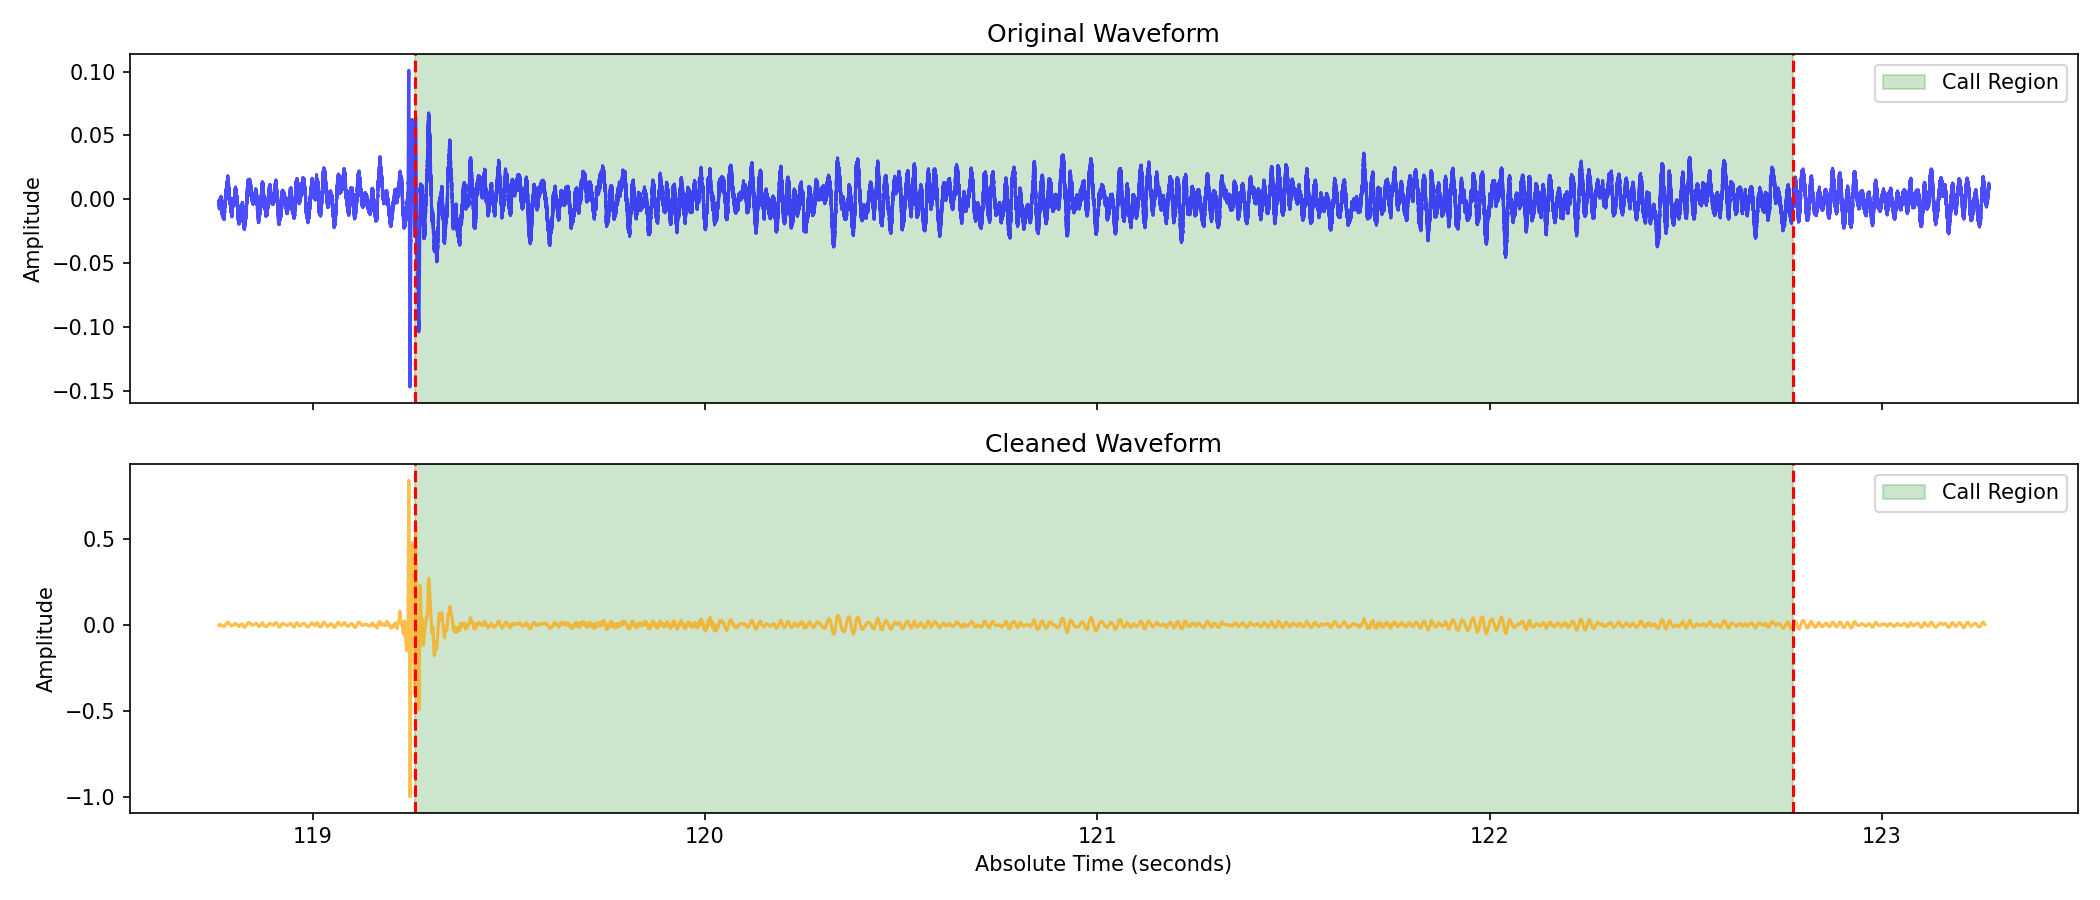 Original Waveform
Amplitude
0.10
0.05
0.00
−0.05
−0.10
−0.15
Call Region
Cleaned Waveform
Amplitude
0.5
0.0
−0.5
−1.0
Call Region
119 120 121 122 123
Absolute Time (seconds)